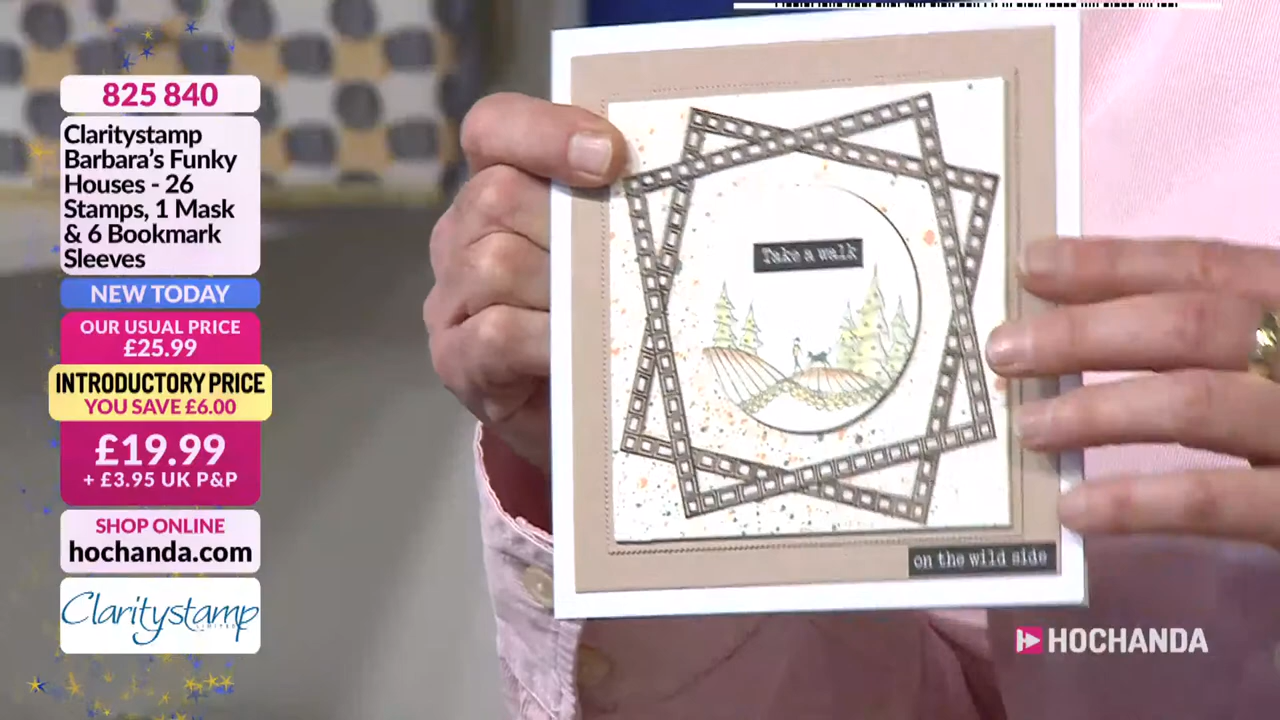 825 840
Claritystamp
Barbara's Funky
Houses - 26
Stamps, 1 Mask
& 6 Bookmark
Sleeves
NEW TODAY
OUR USUAL PRICE
£25.99
INTRODUCTORY PRICE
YOU SAVE £6.00
£19.99
+ £3.95 UK P&P
SHOP ONLINE
hochanda.com
Claritystamp
LIMITED
Take a walk
on the wild side
HOCHANDA